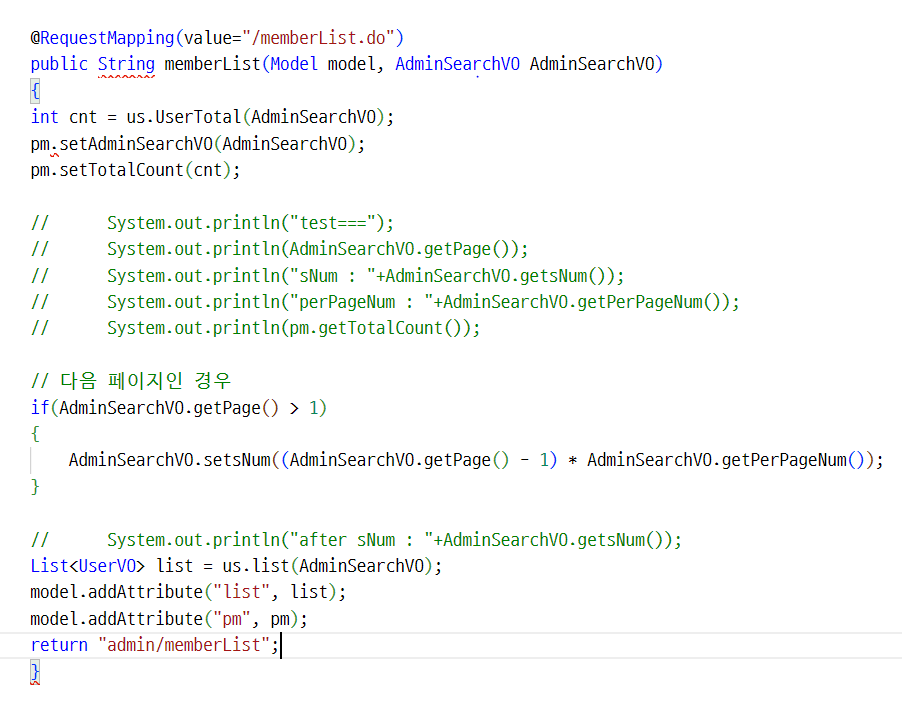 @RequestMapping(value="/memberList.do")
public String memberList(Model model, AdminSearchVO AdminSearchVO)
{
int cnt = us.UserTotal(AdminSearchVO);
pm.setAdminSearchVO(AdminSearchVO);
pm.setTotalCount(cnt);
//      System.out.println("test===");
//      System.out.println(AdminSearchVO.getPage());
//      System.out.println("sNum : "+AdminSearchVO.getsNum());
//      System.out.println("perPageNum : "+AdminSearchVO.getPerPageNum());
//      System.out.println(pm.getTotalCount());
// 다음 페이지인 경우
if(AdminSearchVO.getPage() > 1)
{
    AdminSearchVO.setsNum((AdminSearchVO.getPage() - 1) * AdminSearchVO.getPerPageNum());
}
//      System.out.println("after sNum : "+AdminSearchVO.getsNum());
List<UserVO> list = us.list(AdminSearchVO);
model.addAttribute("list", list);
model.addAttribute("pm", pm);
return "admin/memberList";
}